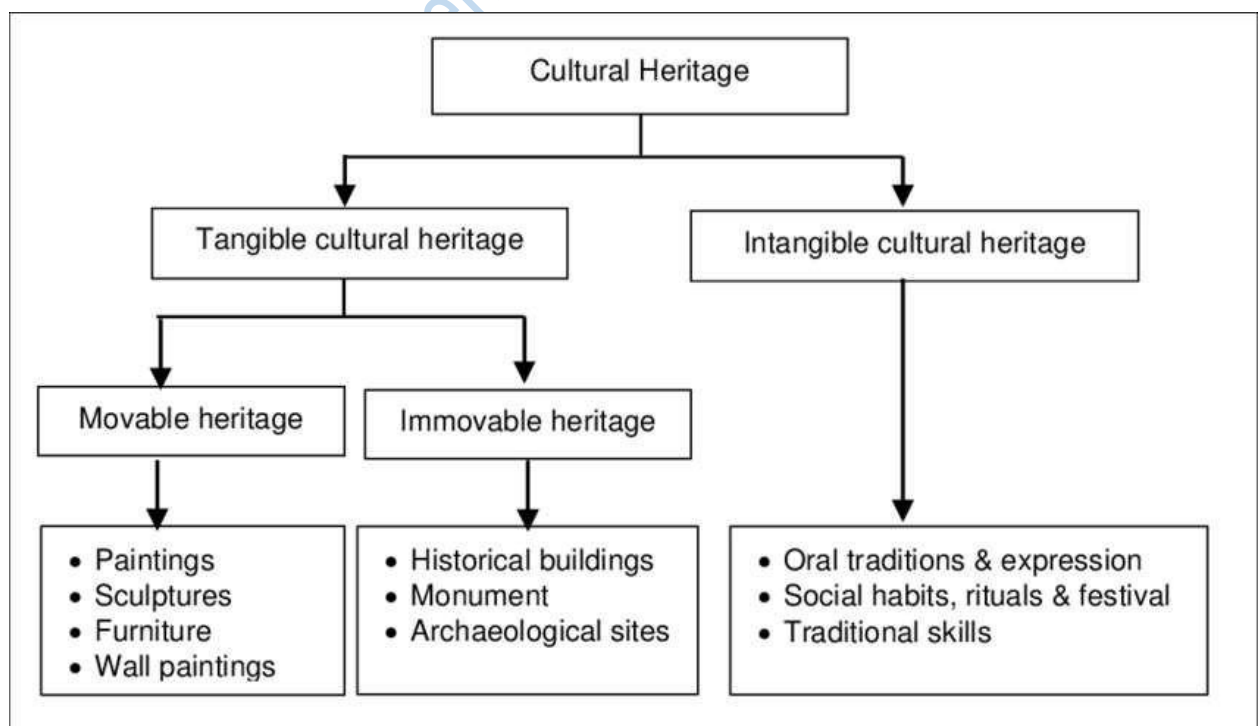 Cultural Heritage
Tangible cultural heritage
Intangible cultural heritage
Movable heritage
Immovable heritage
• Paintings
• Sculptures
• Furniture
• Wall paintings
• Historical buildings
• Monument
• Archaeological sites
• Oral traditions & expression
• Social habits, rituals & festival
• Traditional skills